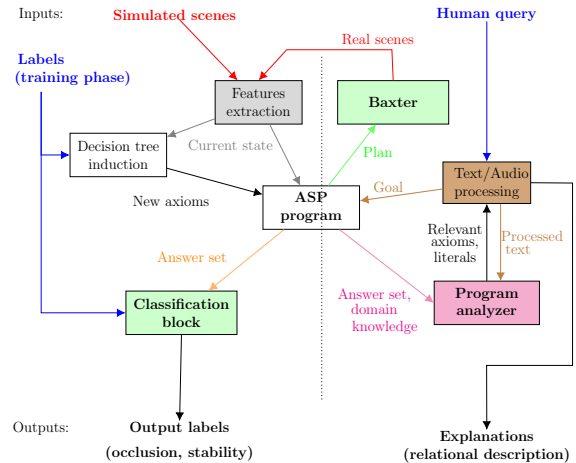 Inputs:
Simulated scenes
Human query
Real scenes
Labels
(training phase)
Features
extraction
Baxter
Decision tree
induction
Current state
Plan
Text/Audio
processing
Goal
New axioms
ASP
program
Relevant
axioms,
literals
Processed
text
Answer set
Classification
block
Answer set,
domain
knowledge
Program
analyzer
Outputs:
Output labels
(occlusion, stability)
Explanations
(relational description)